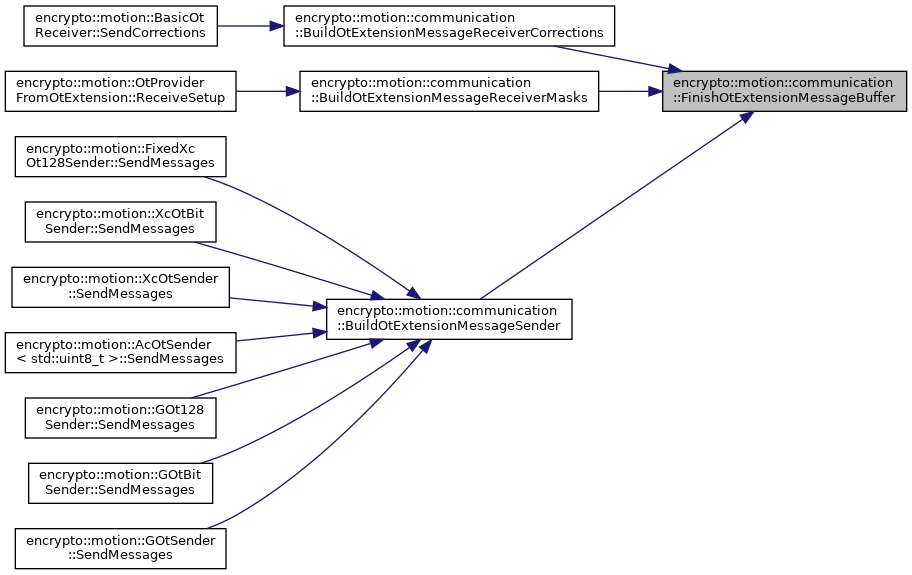 encrypto::motion::BasicOt
Receiver::SendCorrections
encrypto::motion::communication
::BuildOtExtensionMessageReceiverCorrections
encrypto::motion::OtProvider
FromOtExtension::ReceiveSetup
encrypto::motion::communication
::BuildOtExtensionMessageReceiverMasks
encrypto::motion::communication
::FinishOtExtensionMessageBuffer
encrypto::motion::FixedXc
Ot128Sender::SendMessages
encrypto::motion::XcOtBit
Sender::SendMessages
encrypto::motion::XcOtSender
::SendMessages
encrypto::motion::communication
::BuildOtExtensionMessageSender
encrypto::motion::AcOtSender
< std::uint8_t >::SendMessages
encrypto::motion::GOt128
Sender::SendMessages
encrypto::motion::GOtBit
Sender::SendMessages
encrypto::motion::GOtSender
::SendMessages